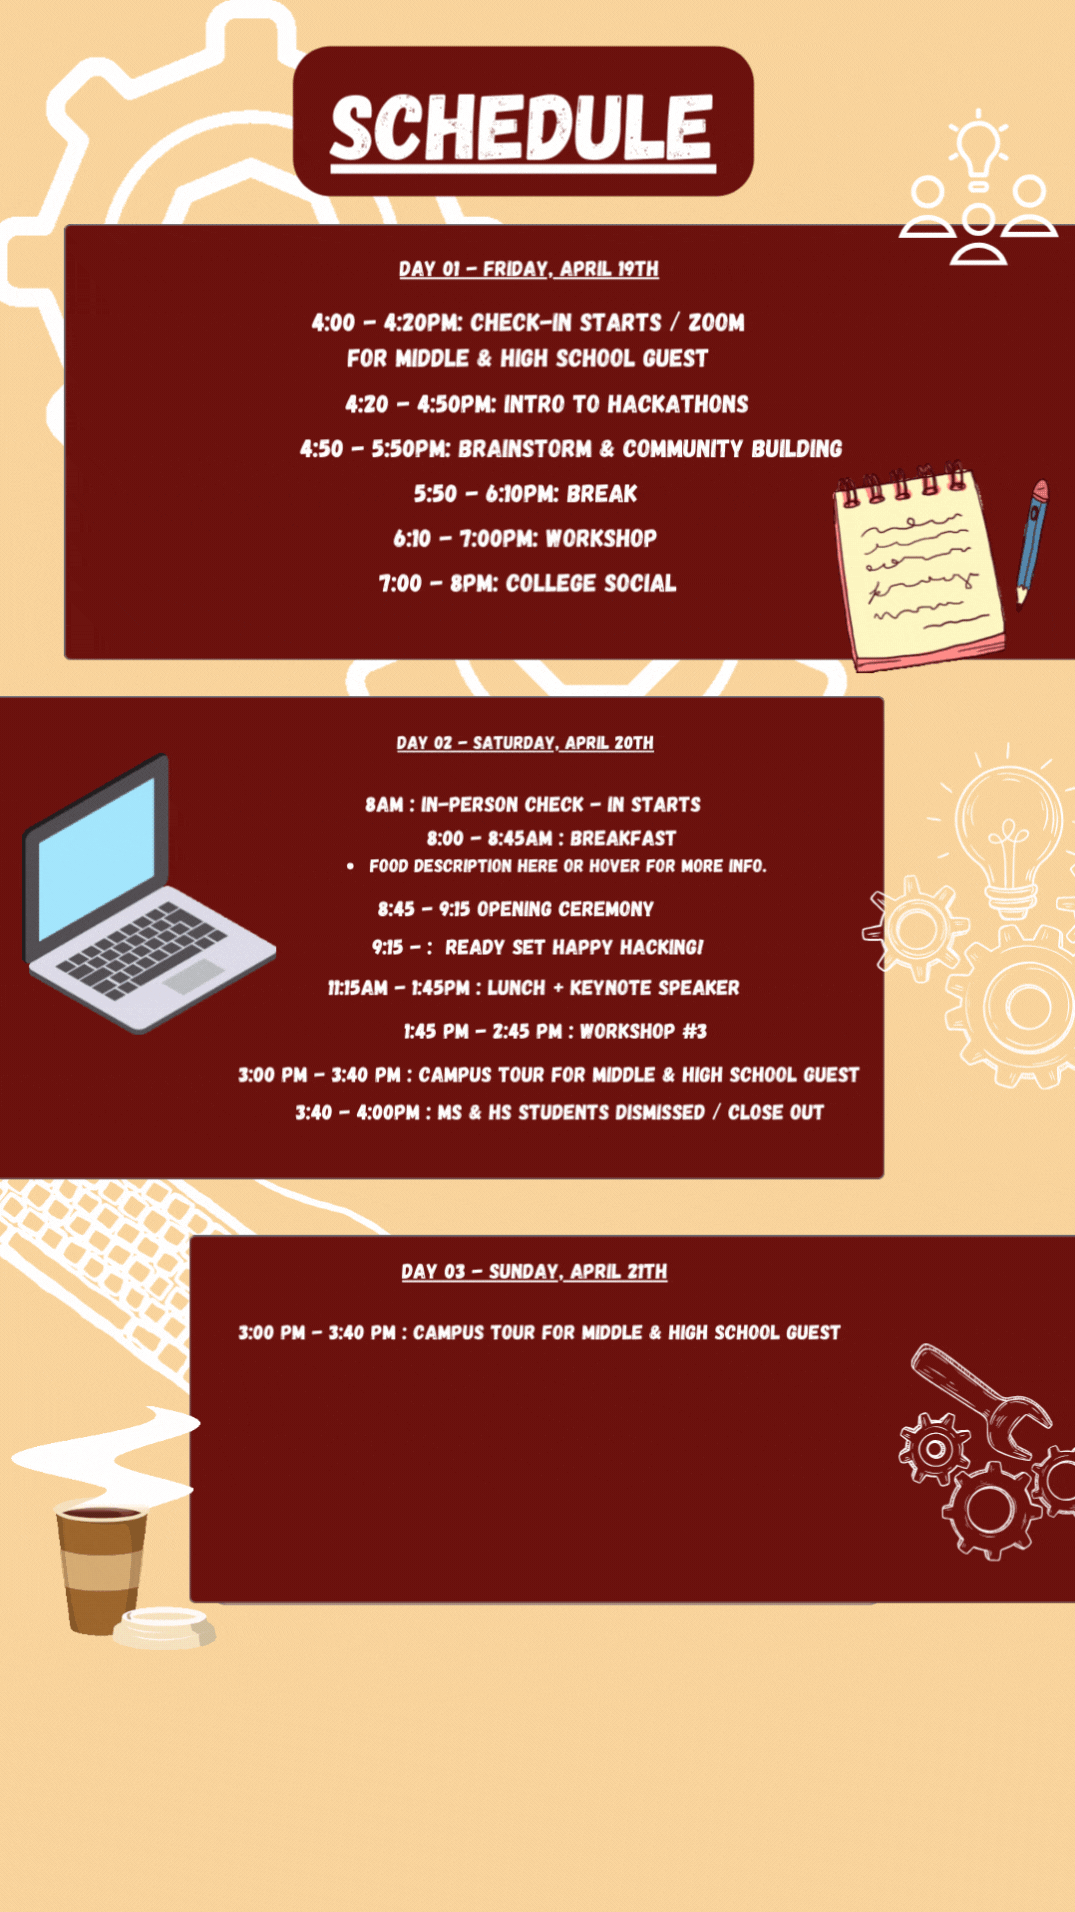 SCHEDULE
DAY 01 - FRIDAY, APRIL 19TH
4:00 - 4:20PM: CHECK-IN STARTS / ZOOM
FOR MIDDLE & HIGH SCHOOL GUEST
4:20 - 4:50PM: INTRO TO HACKATHONS
4:50 - 5:50PM: BRAINSTORM & COMMUNITY BUILDING
5:50 - 6:10PM: BREAK
6:10 - 7:00PM: WORKSHOP
7:00 - 8PM: COLLEGE SOCIAL
DAY 02 - SATURDAY, APRIL 20TH
8AM : IN-PERSON CHECK - IN STARTS
8:00 - 8:45AM : BREAKFAST
• FOOD DESCRIPTION HERE OR HOVER FOR MORE INFO.
8:45 - 9:15 OPENING CEREMONY
9:15 - : READY SET HAPPY HACKING!
11:15AM - 1:45PM : LUNCH + KEYNOTE SPEAKER
1:45 PM - 2:45 PM : WORKSHOP #3
3:00 PM - 3:40 PM : CAMPUS TOUR FOR MIDDLE & HIGH SCHOOL GUEST
3:40 - 4:00PM : MS & HS STUDENTS DISMISSED / CLOSE OUT
DAY 03 - SUNDAY, APRIL 21TH
3:00 PM - 3:40 PM : CAMPUS TOUR FOR MIDDLE & HIGH SCHOOL GUEST